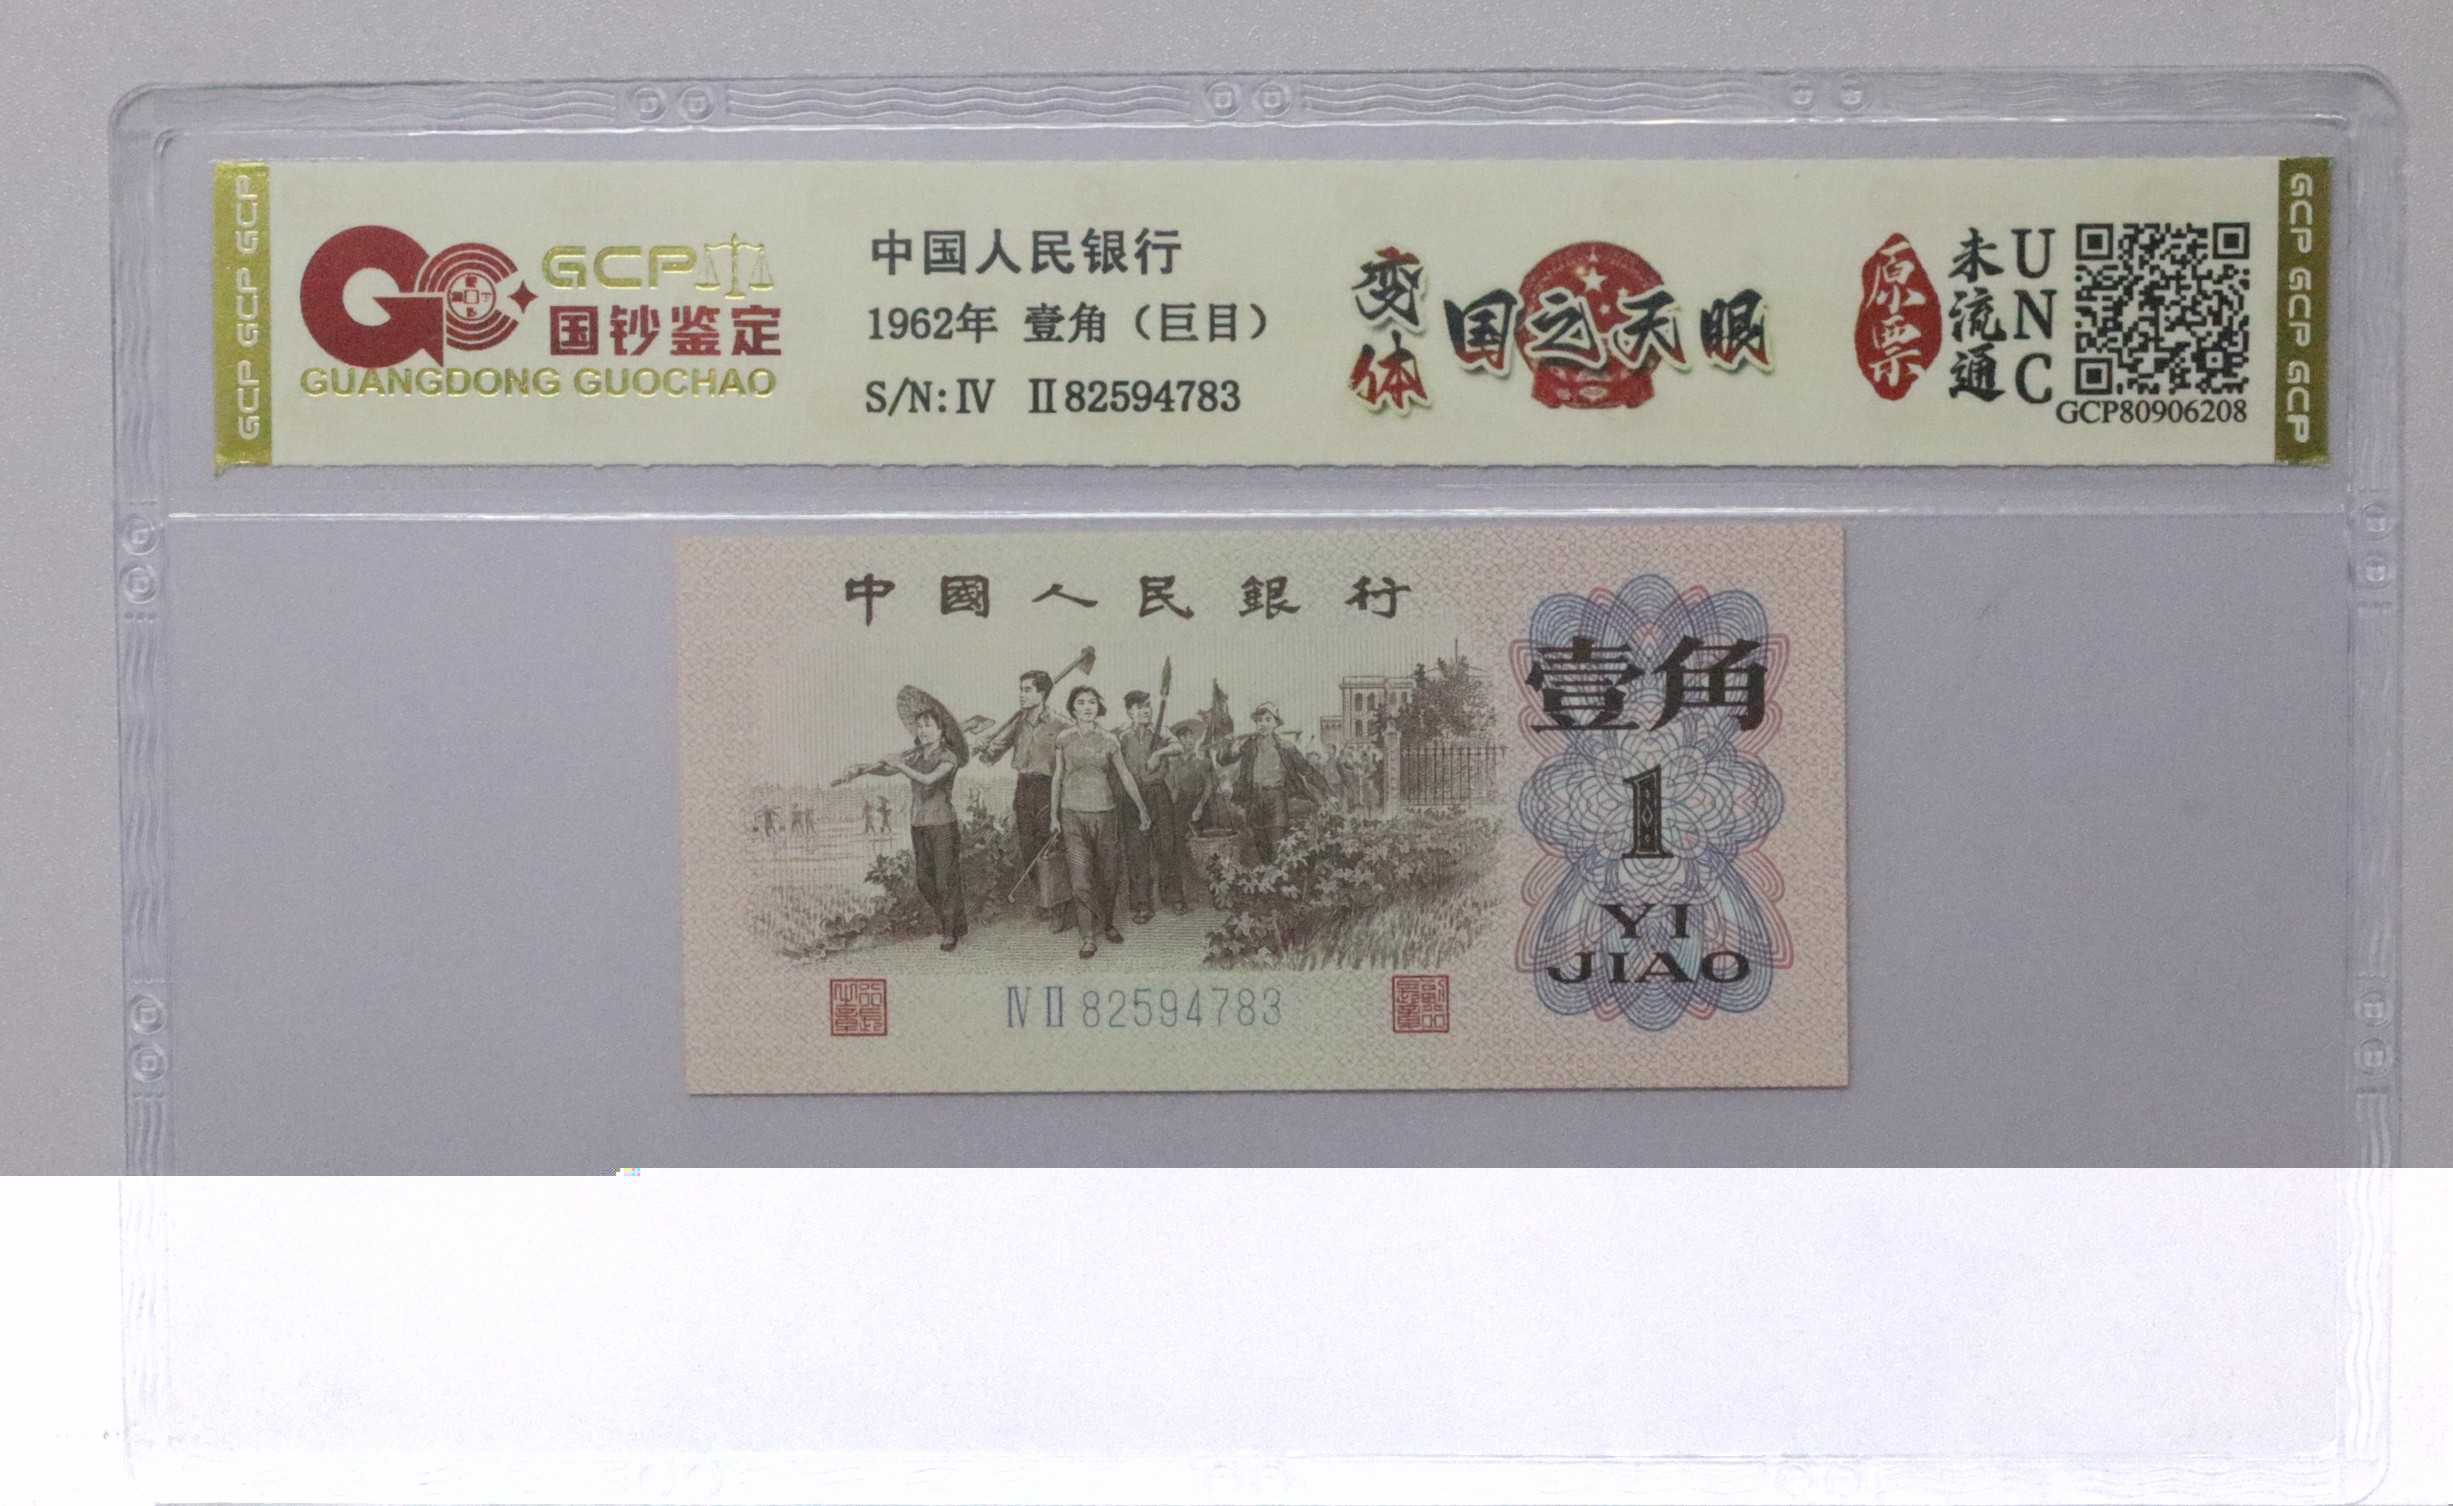 GCP GCP GCP
GCP
国钞鉴定
GUANGDONG GUOCHAO
中国人民银行
1962年 壹角（巨目）
S/N: IV II 82594783
变体
国之天眼
原票
未流通
UNC
GCP80906208
GCP GCP GCP
中國人民銀行
壹角
1
YI
JIAO
IV II 82594783